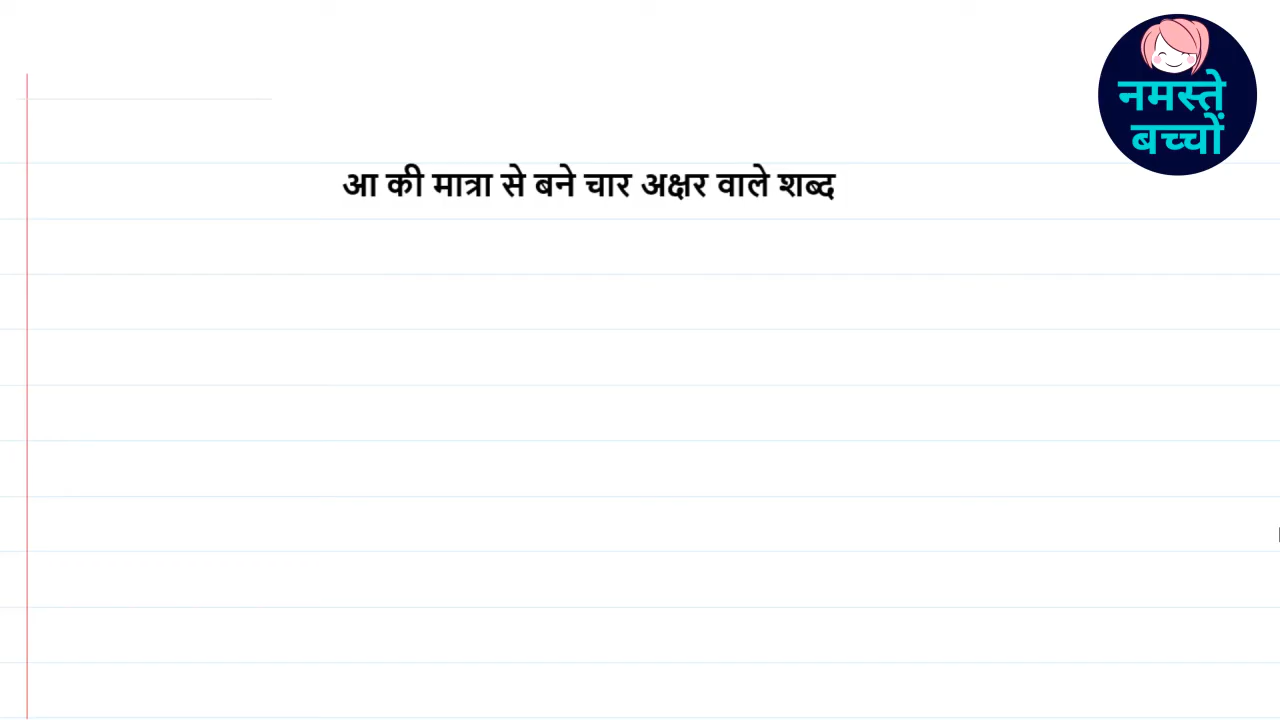 नमस्ते
बच्चों
आ की मात्रा से बने चार अक्षर वाले शब्द